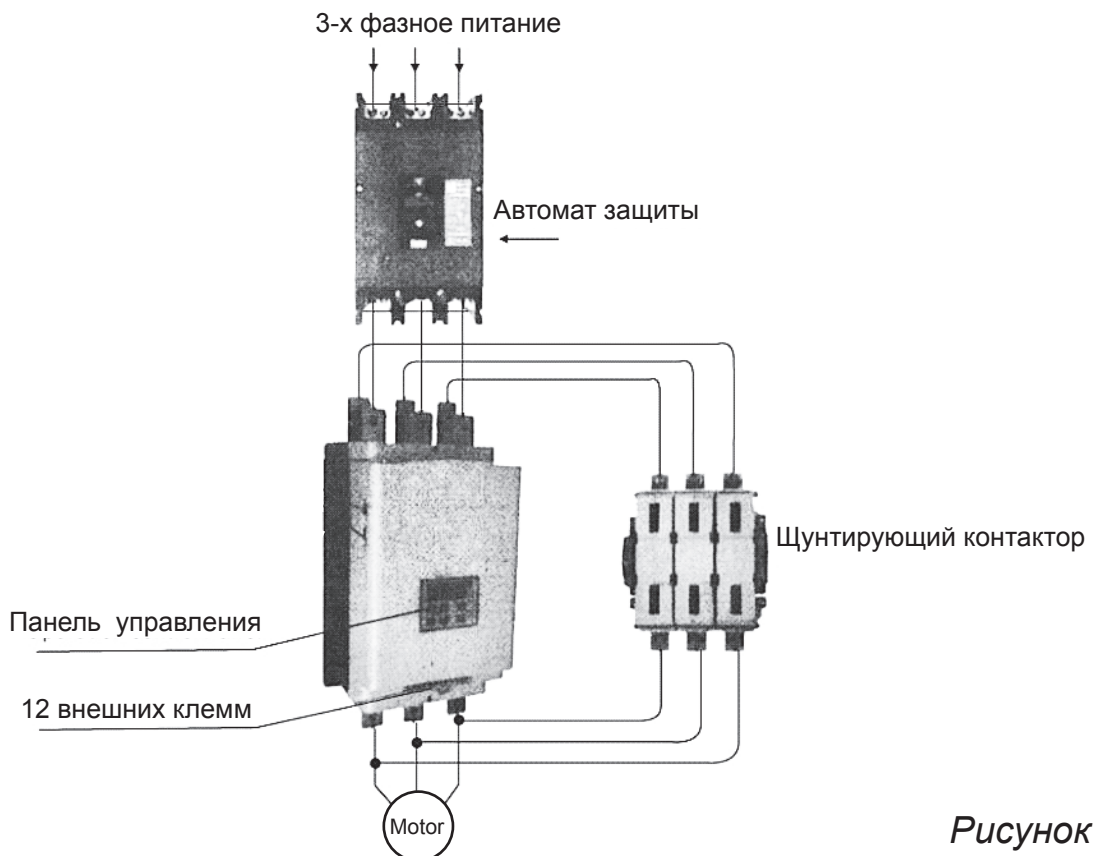 3-х фазное питание
Автомат защиты
Щунтирующий контактор
Панель управления
12 внешних клемм
Motor
Рисунок